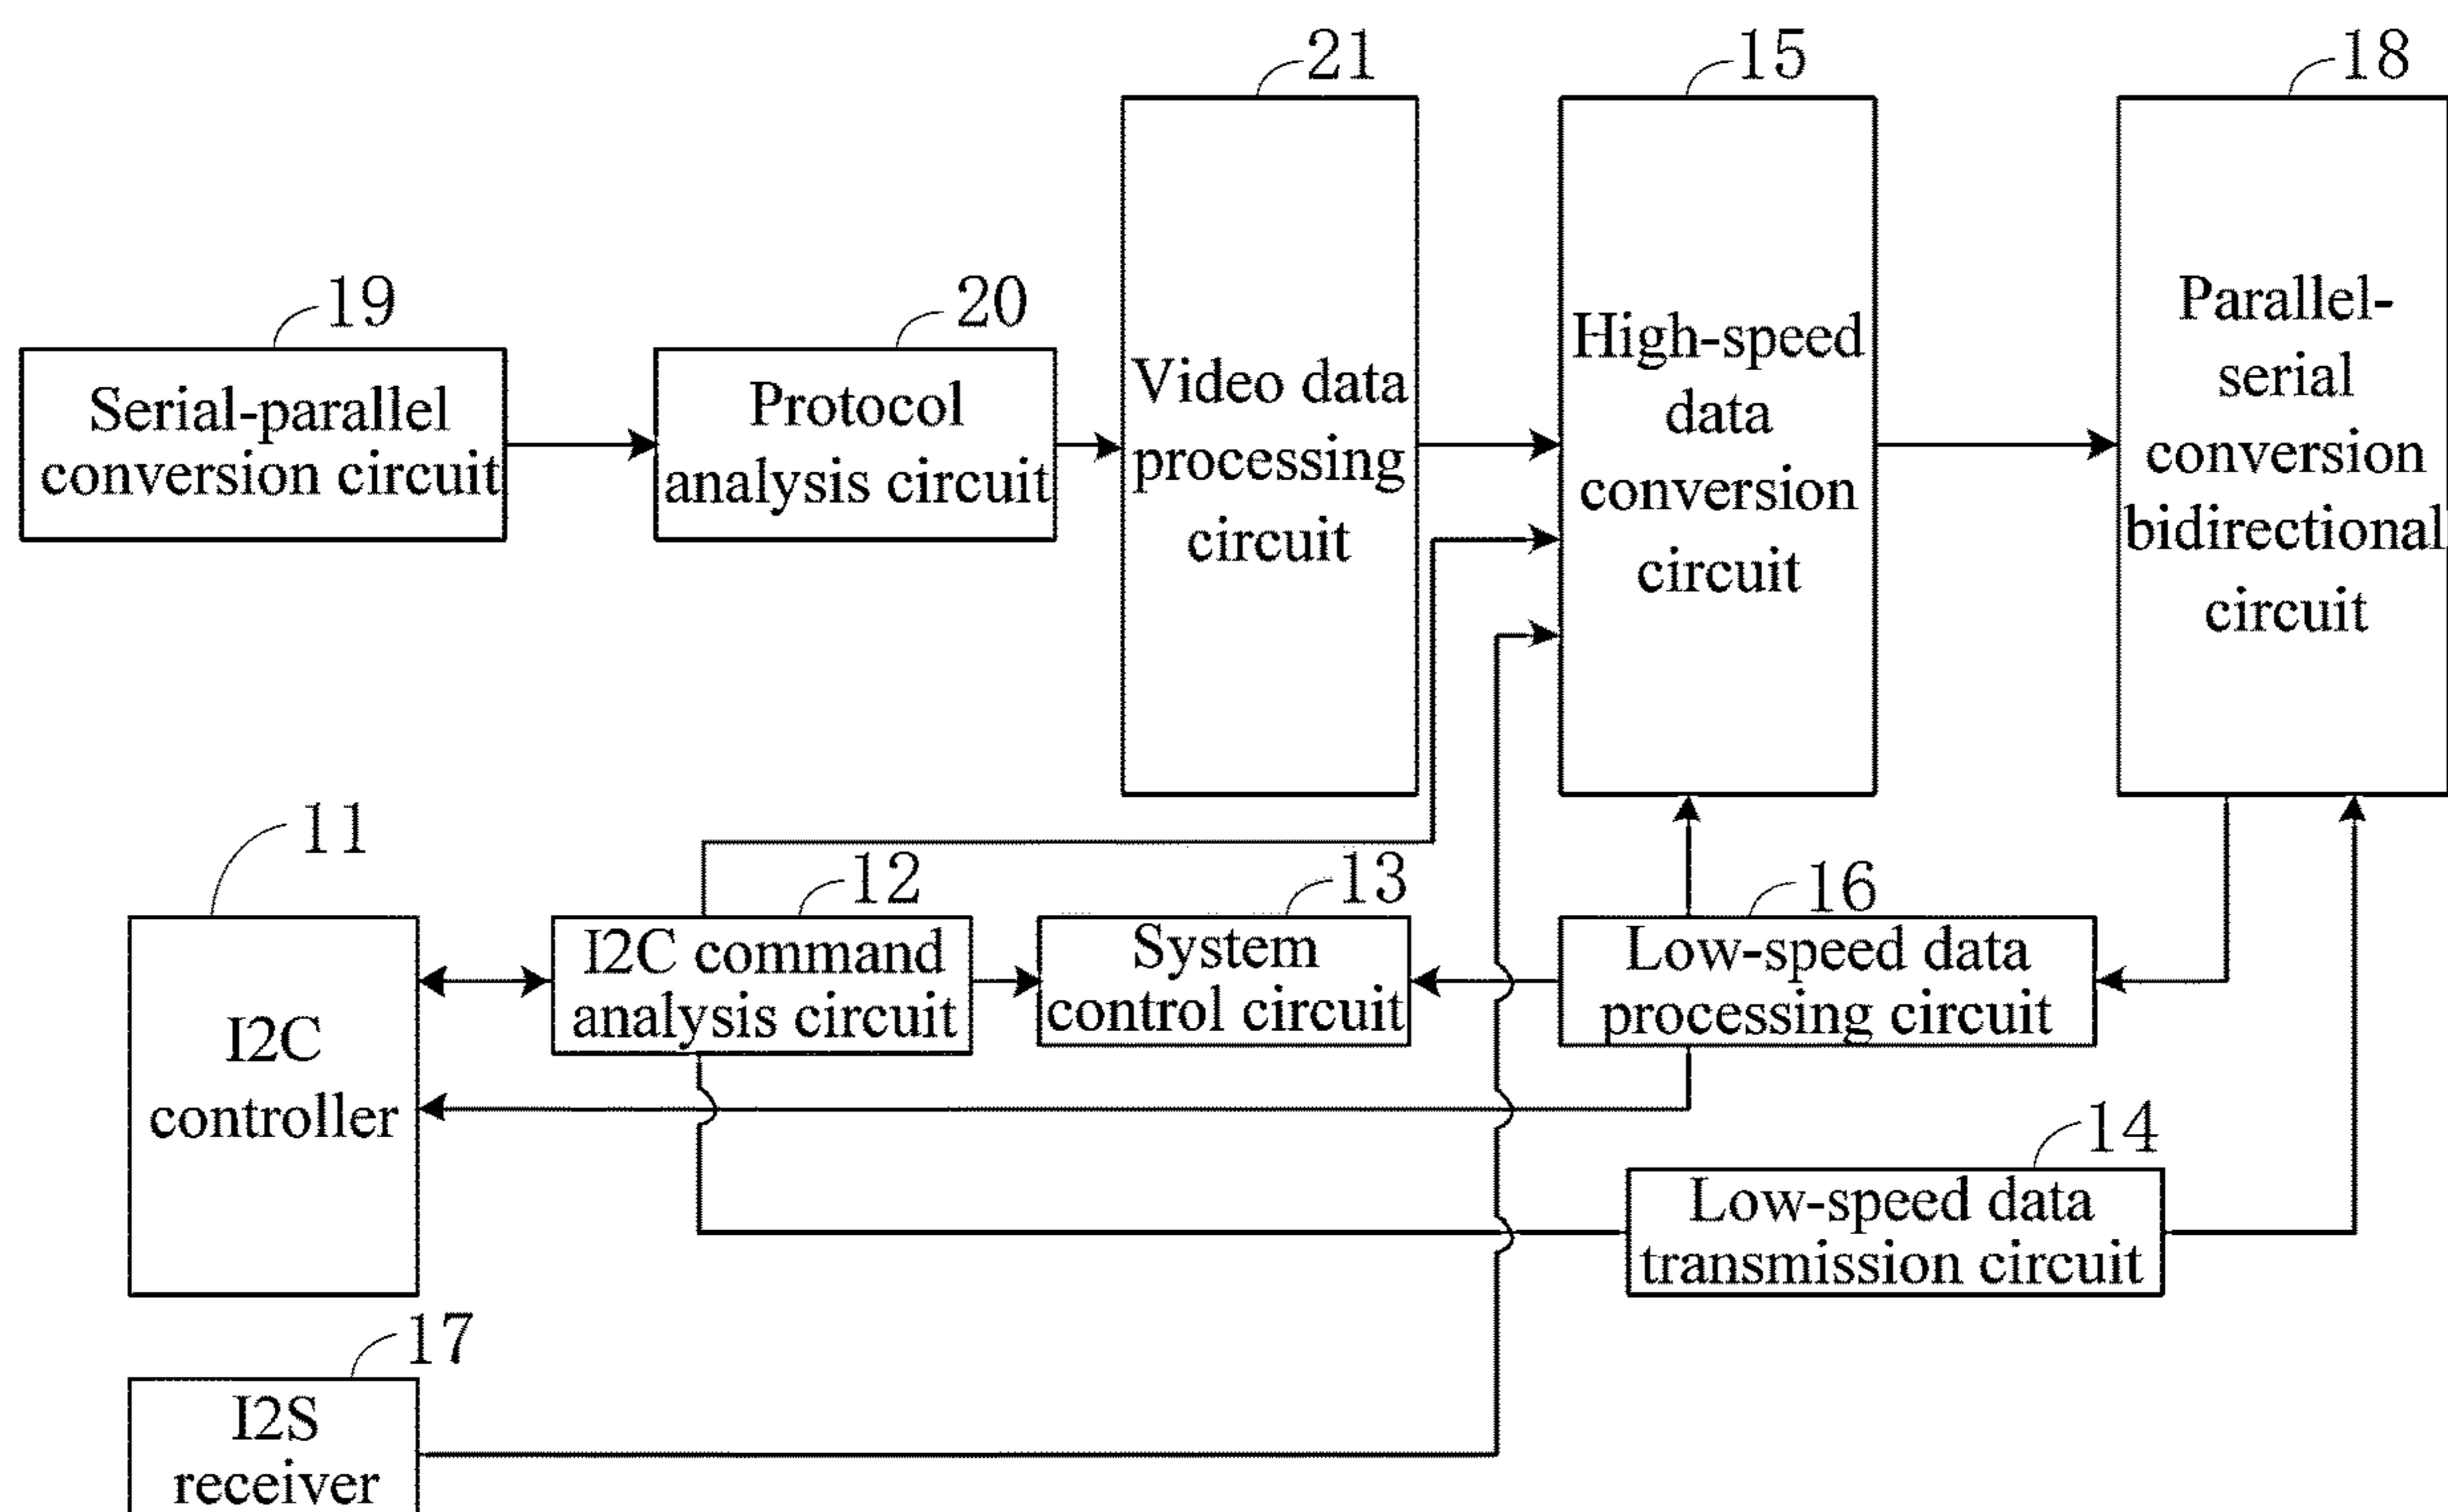 21
15
18
19
20
Serial-parallel
conversion circuit
Protocol
analysis circuit
Video data
processing
circuit
High-speed
data
conversion
circuit
Parallel-
serial
conversion
bidirectional
circuit
11
12
13
16
I2C
controller
I2C command
analysis circuit
System
control circuit
Low-speed data
processing circuit
14
Low-speed data
transmission circuit
17
I2S
receiver